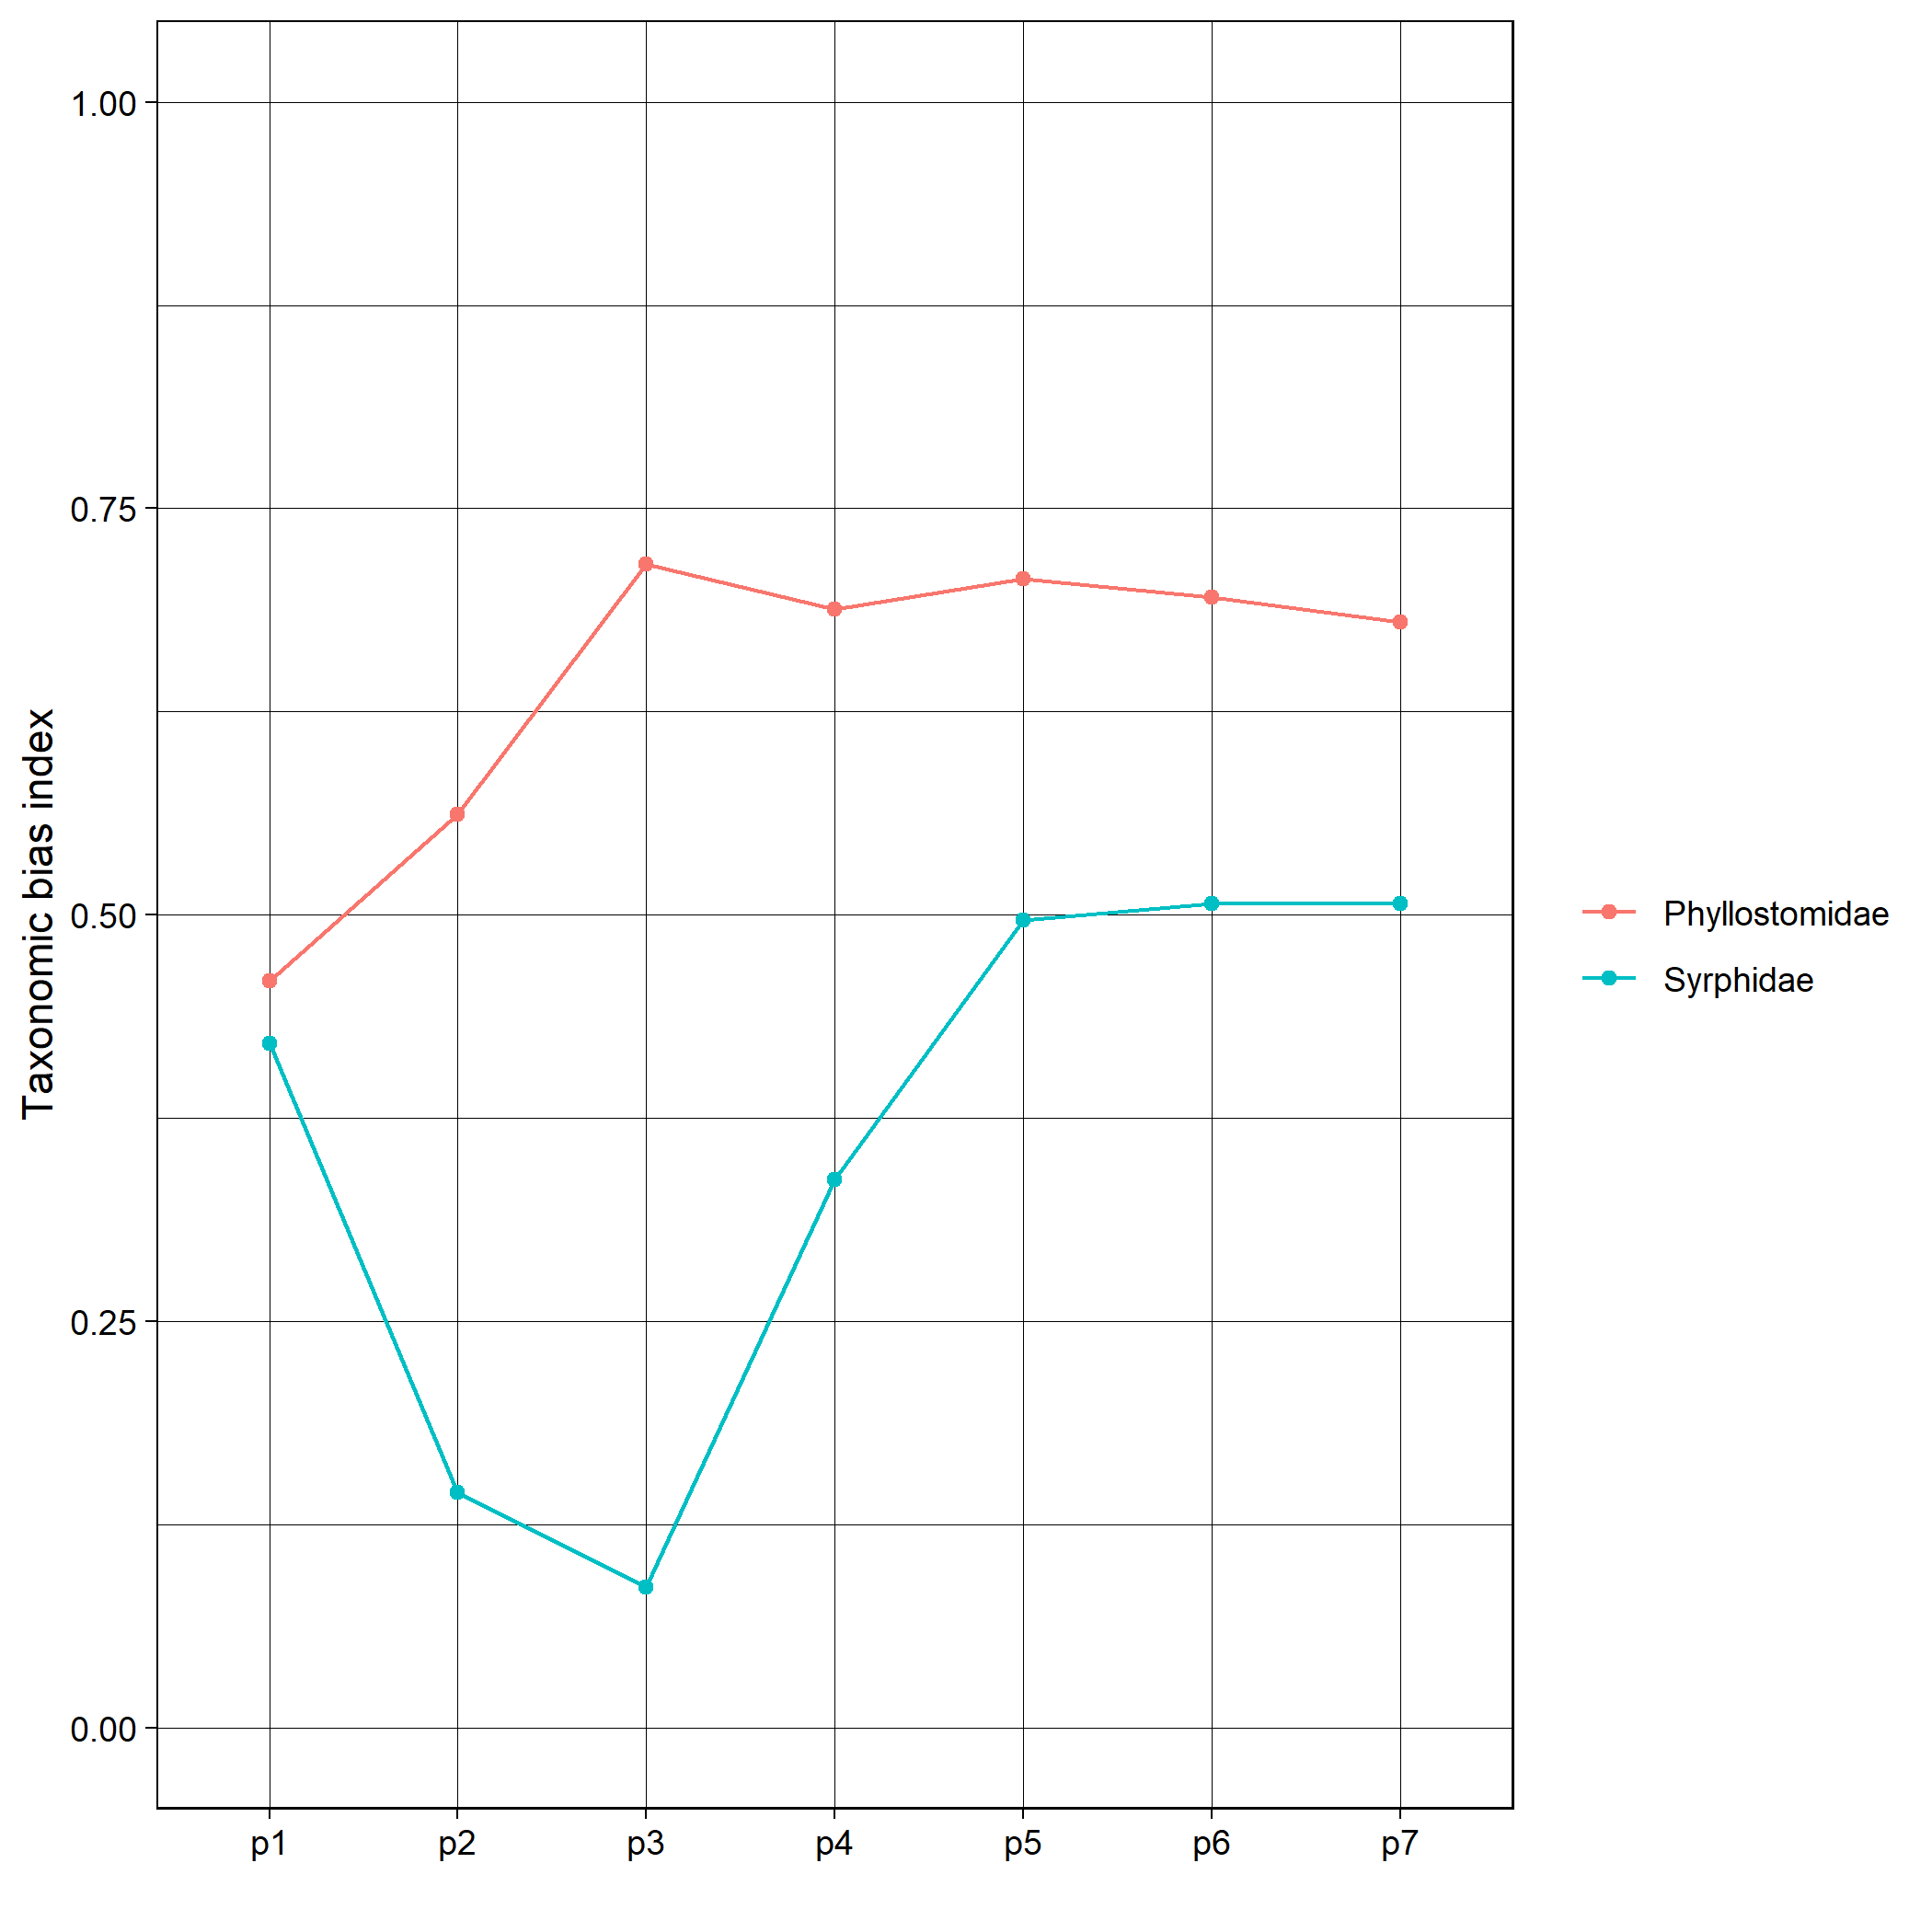 Taxonomic bias index
1.00
0.75
0.50
0.25
0.00
p1 p2 p3 p4 p5 p6 p7
Phyllostomidae
Syrphidae